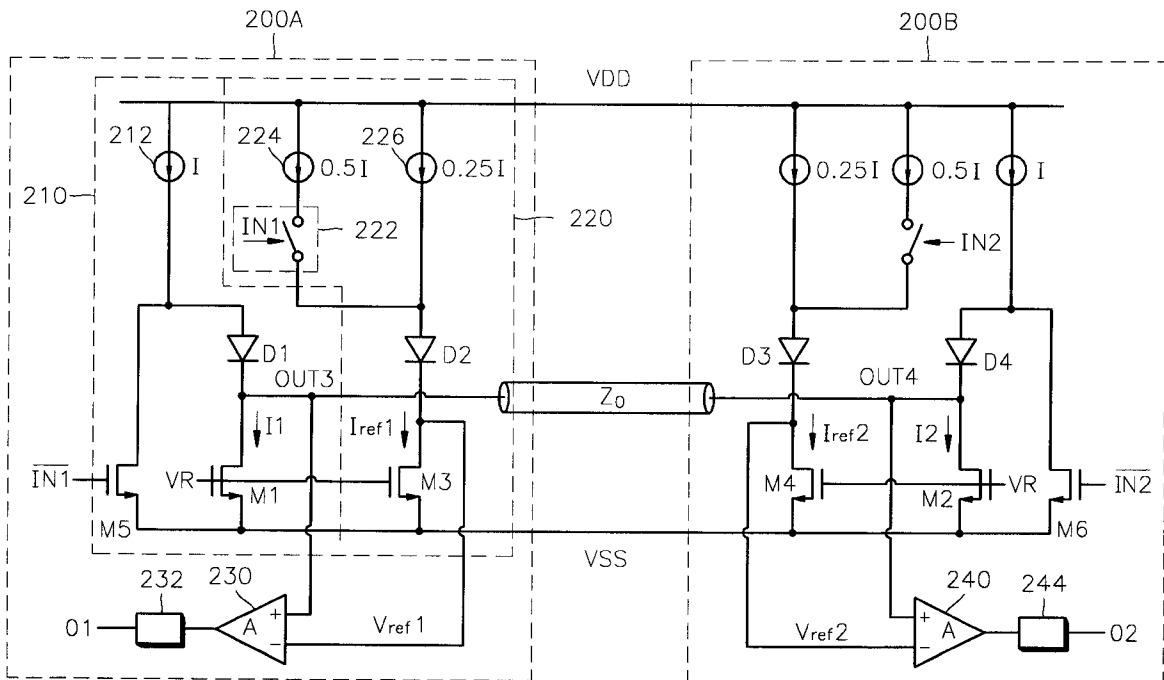 200A
200B
VDD
212
I
224
0.5I
226
0.25I
0.25I
0.5I
I
210
IN1
222
220
IN2
D1
D2
D3
D4
OUT3
Z0
OUT4
I1
Iref1
Iref2
I2
IN1
VR
M1
M3
M4
M2
VR
IN2
M5
M6
VSS
232
230
240
244
O1
A
+
−
Vref1
Vref2
+
−
A
O2